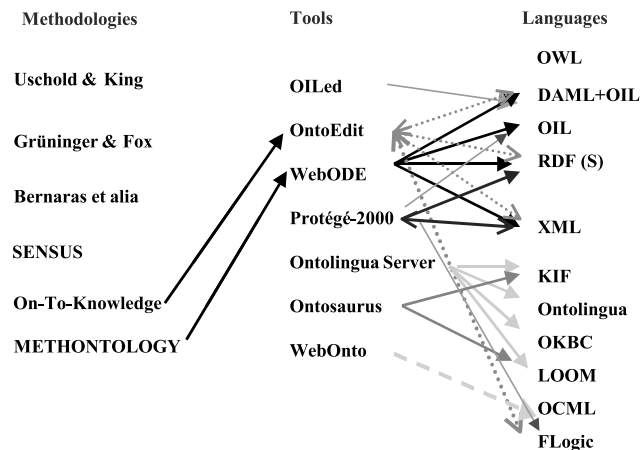 Methodologies Tools Languages
OWL
Uschold & King OILed DAML+OIL
OntoEdit OIL
Grüninger & Fox
WebODE RDF (S)
Bernaras et alia
Protégé-2000 XML
SENSUS Ontolingua Server
KIF
On-To-Knowledge Ontosaurus Ontolingua
METHONTOLOGY WebOnto OKBC
LOOM
OCML
FLogic